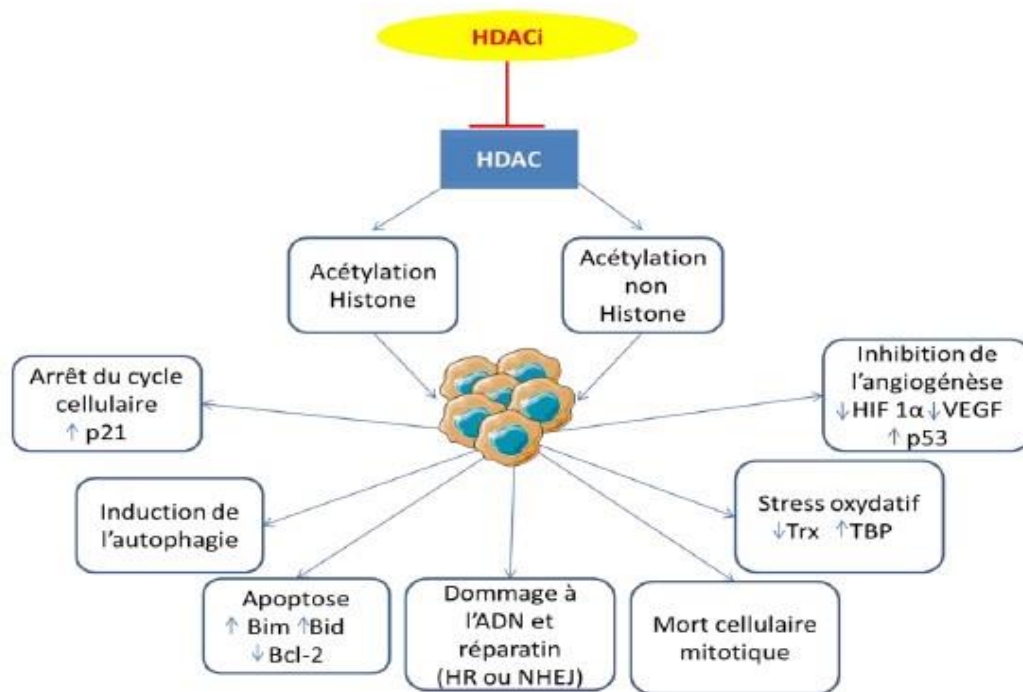 HDACi
HDAC
Acétylation
Histone
Acétylation
non
Histone
Arrêt du cycle
cellulaire
↑ p21
Inhibition de
l'angiogénèse
↓HIF 1α ↓VEGF
↑ p53
Induction de
l'autophagie
Stress oxydatif
↓Trx ↑TBP
Apoptose
↑ Bim ↑Bid
↓Bcl-2
Dommage à
l'ADN et
réparatin
(HR ou NHEJ)
Mort cellulaire
mitotique